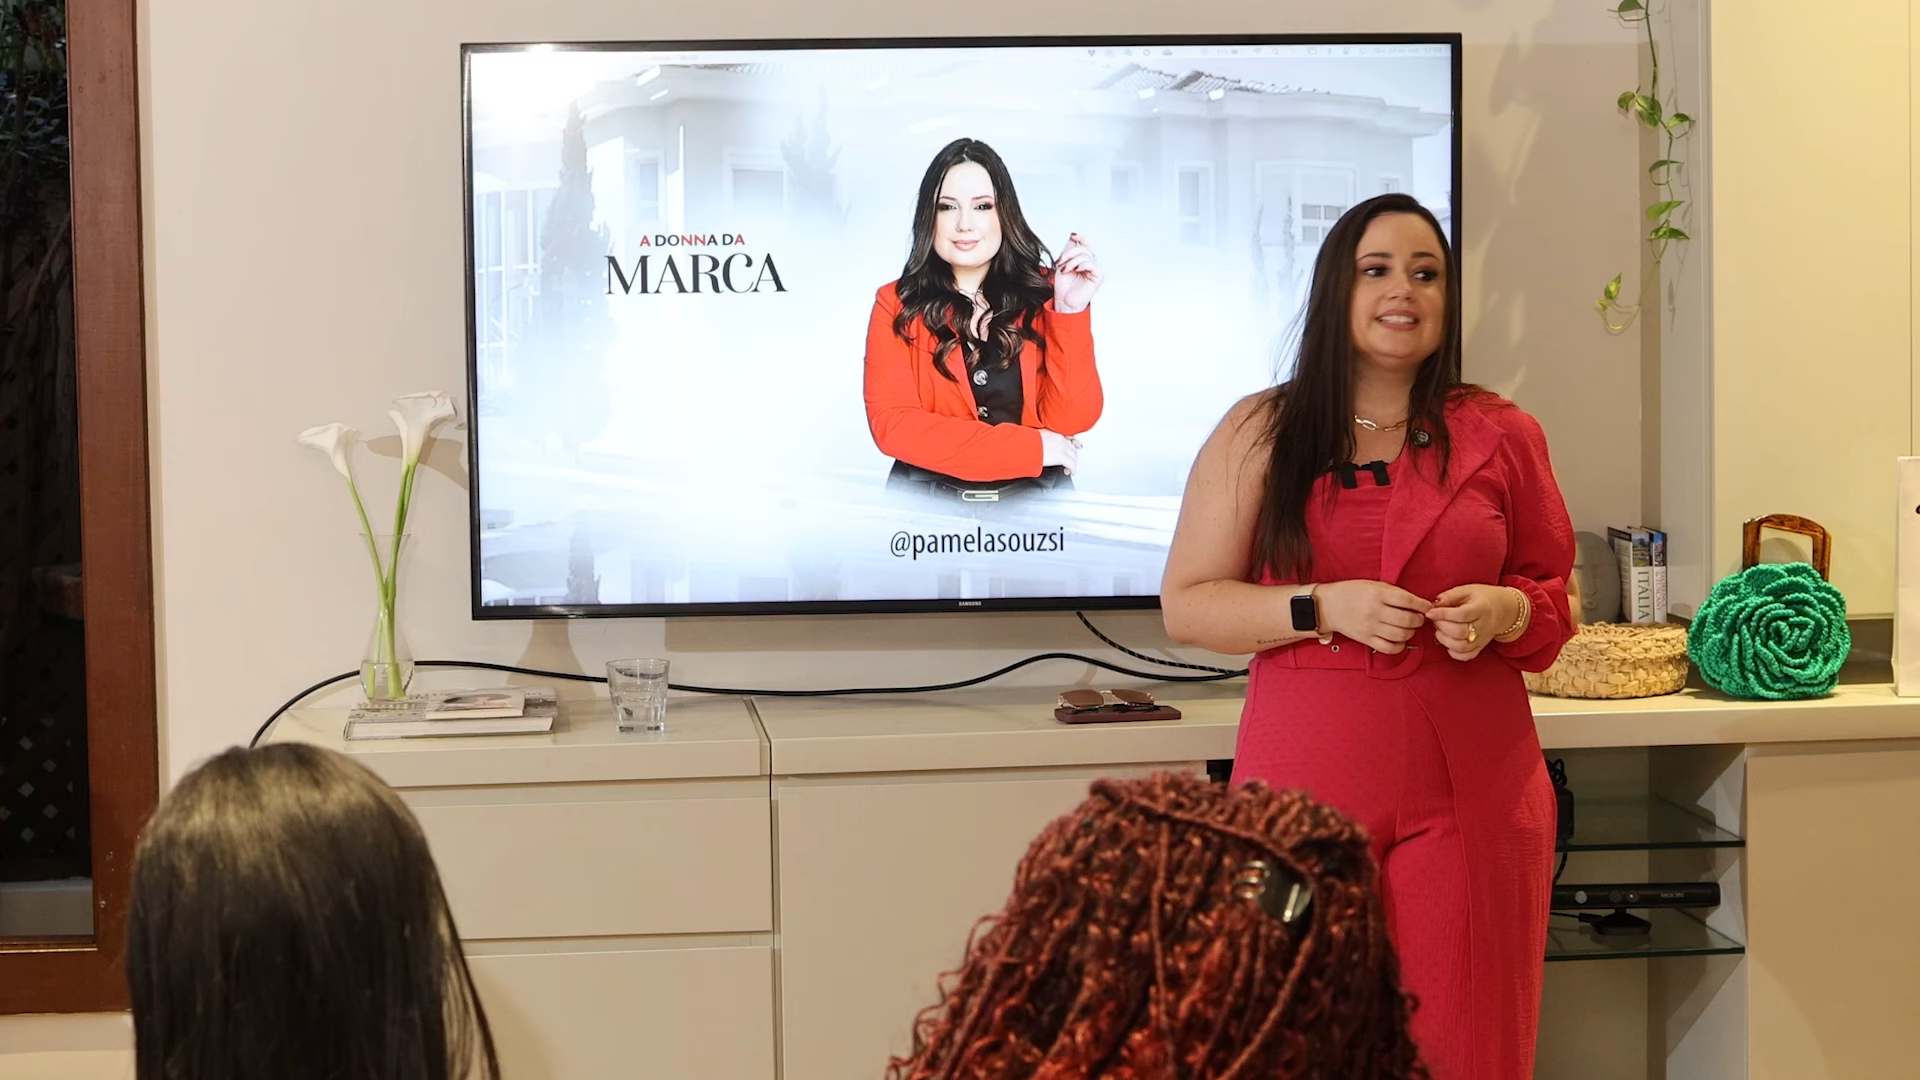 A DONNA DA
MARCA
@pamelasouzsi
SAMSUNG
ITALIA